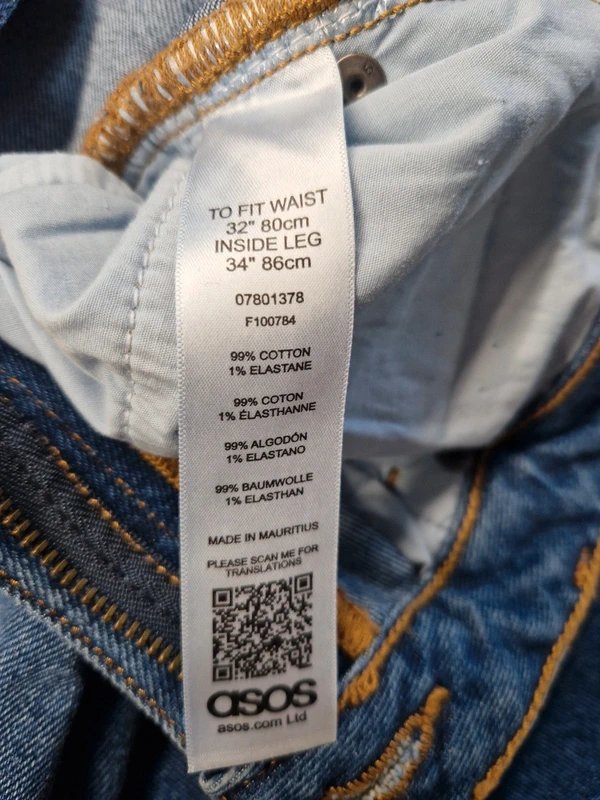 TO FIT WAIST
32" 80cm
INSIDE LEG
34" 86cm
07801378
F100784
99% COTTON
1% ELASTANE
99% COTON
1% ÉLASTHANNE
99% ALGODÓN
1% ELASTANO
99% BAUMWOLLE
1% ELASTHAN
MADE IN MAURITIUS
PLEASE SCAN ME FOR
TRANSLATIONS
asos
asos.com Ltd